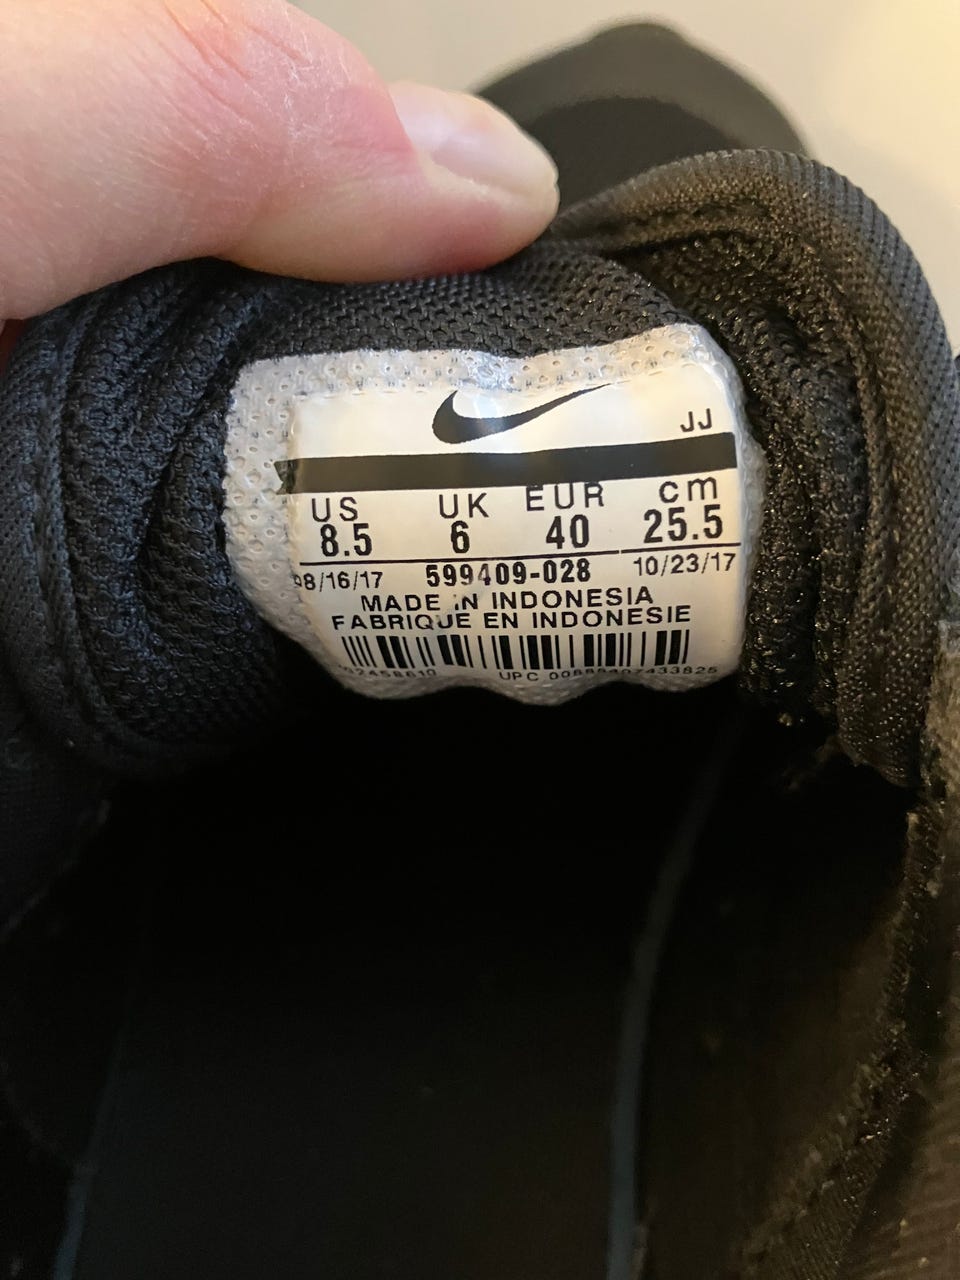 JJ
US UK EUR cm
8.5 6 40 25.5
08/16/17 599409-028 10/23/17
MADE IN INDONESIA
FABRIQUE EN INDONESIE
UPC